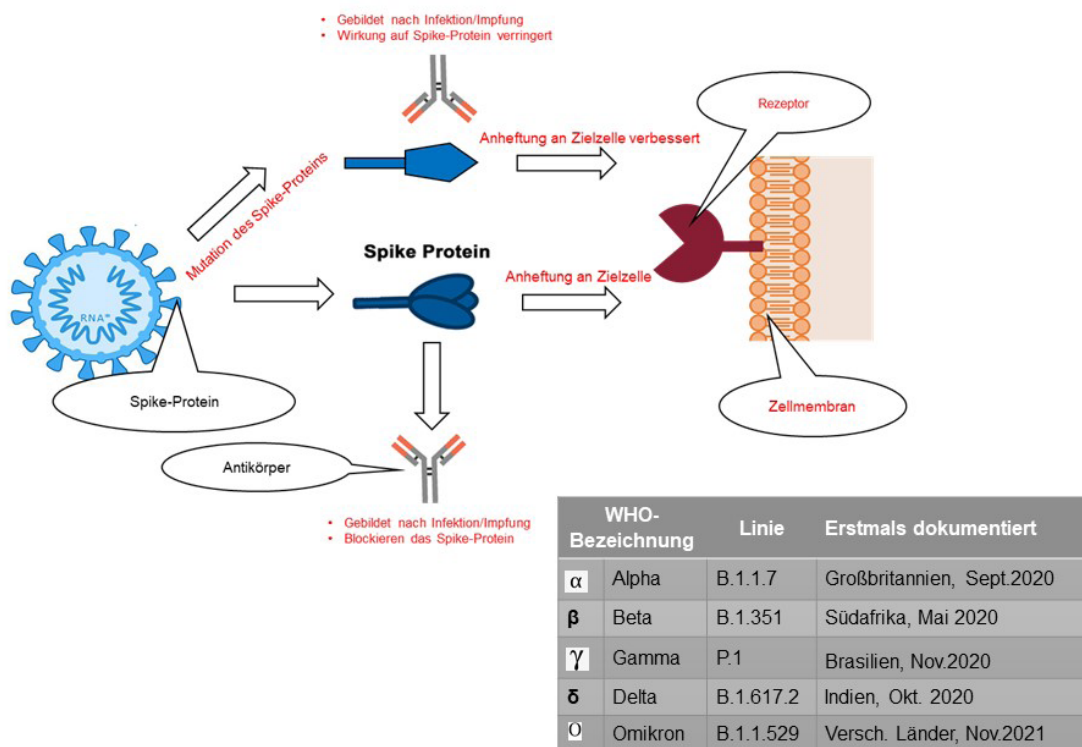 • Gebildet nach Infektion/Impfung
• Wirkung auf Spike-Protein verringert
Rezeptor
Anheftung an Zielzelle verbessert
Mutation des Spike-Proteins
Spike Protein
Anheftung an Zielzelle
RNA
Spike-Protein
Zellmembran
Antikörper
• Gebildet nach Infektion/Impfung
• Blockieren das Spike-Protein
WHO-Bezeichnung Linie Erstmals dokumentiert
α Alpha B.1.1.7 Großbritannien, Sept.2020
β Beta B.1.351 Südafrika, Mai 2020
γ Gamma P.1 Brasilien, Nov.2020
δ Delta B.1.617.2 Indien, Okt. 2020
Ο Omikron B.1.1.529 Versch. Länder, Nov.2021